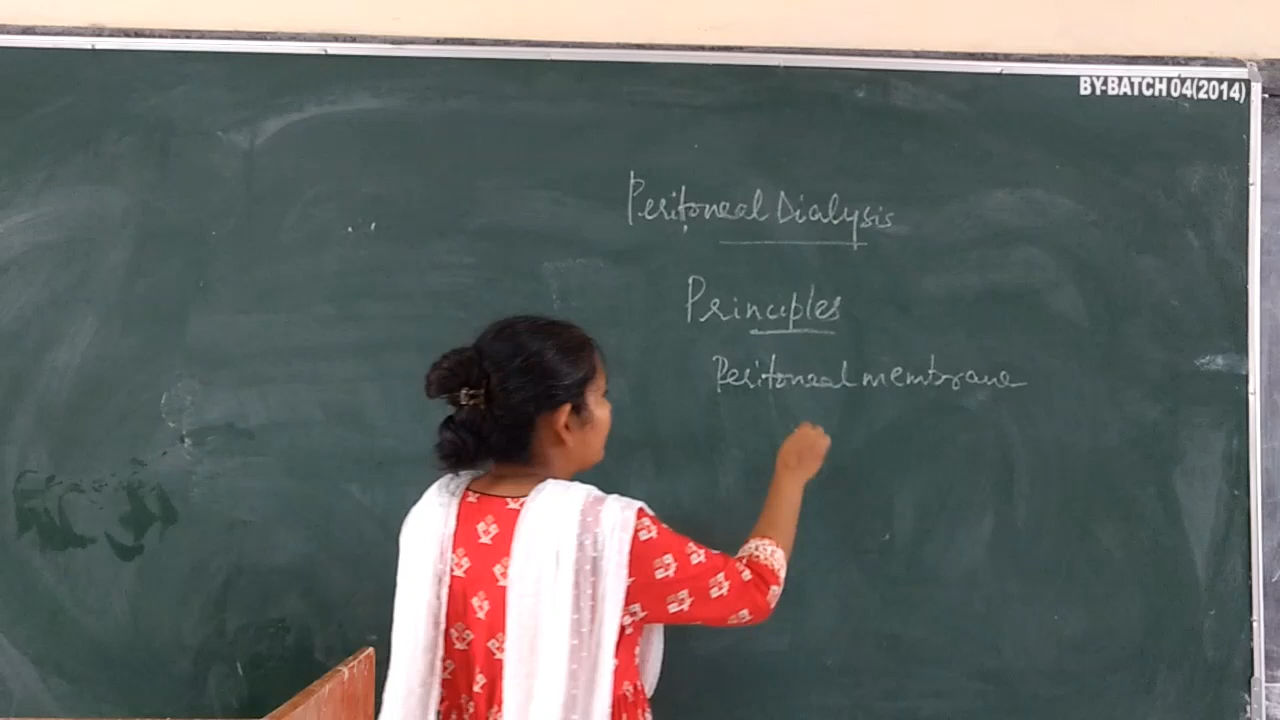 BY-BATCH 04(2014)
Peritoneal Dialysis
Principles
Peritoneal membrane